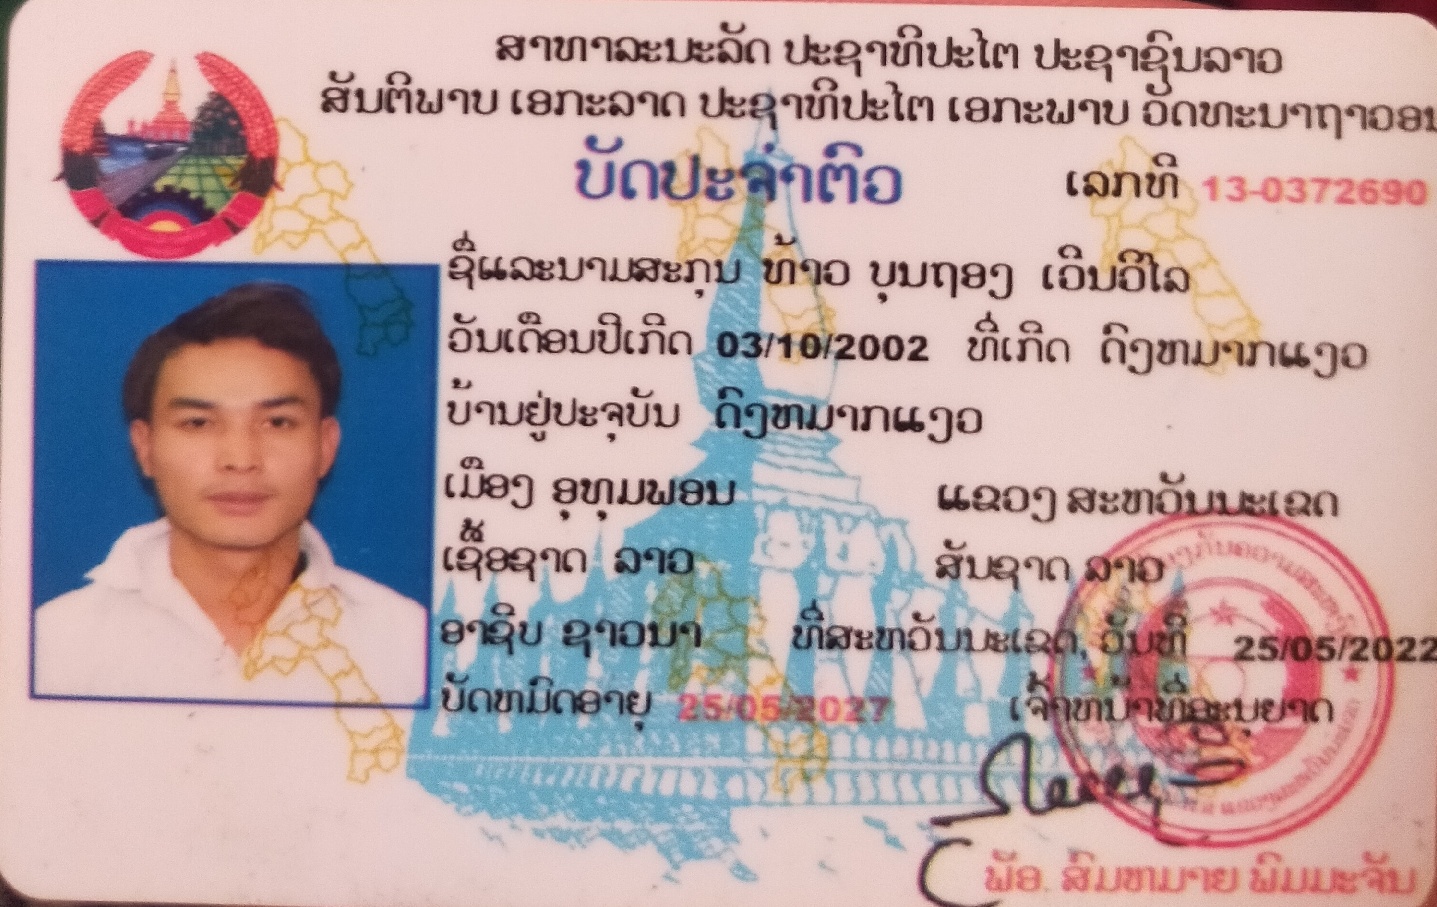 ສາທາລະນະລັດ ປະຊາທິປະໄຕ ປະຊາຊົນລາວ
ສັນຕິພາບ ເອກະລາດ ປະຊາທິປະໄຕ ເອກະພາບ ວັດທະນາຖາວອນ
ບັດປະຈຳຕົວ ເລກທີ 13-0372690
ຊື່ແລະນາມສະກຸນ ທ້າວ ບຸນຖອງ ເອີນວິໄລ
ວັນເດືອນປີເກີດ 03/10/2002 ທີ່ເກີດ ດົງຫມາກແງວ
ບ້ານຢູ່ປະຈຸບັນ ດົງຫມາກແງວ
ເມືອງ ອຸທຸມພອນ ແຂວງ ສະຫວັນນະເຂດ
ເຊື້ອຊາດ ລາວ ສັນຊາດ ລາວ
ອາຊີບ ຊາວນາ ທີ່ສະຫວັນນະເຂດ, ວັນທີ 25/05/2022
ບັດຫມົດອາຍຸ 25/05/2027 ເຈົ້າຫນ້າທີ່ອະນຸຍາດ
ພັອ. ສົມຫມາຍ ພິມມະຈັນ